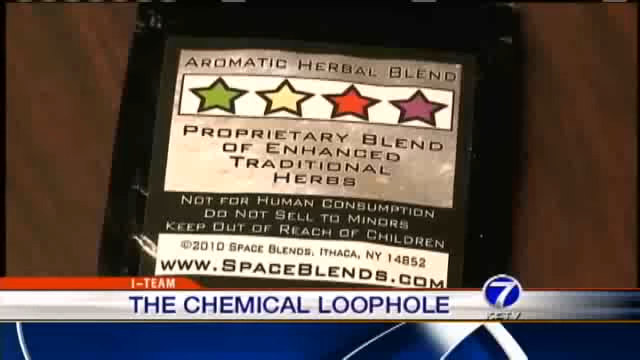 AROMATIC HERBAL BLEND
PROPRIETARY BLEND
OF ENHANCED
TRADITIONAL
HERBS
NOT FOR HUMAN CONSUMPTION
DO NOT SELL TO MINORS
KEEP OUT OF REACH OF CHILDREN
©2010 SPACE BLENDS, ITHACA, NY 14852
WWW.SPACEBLENDS.COM
I-TEAM
THE CHEMICAL LOOPHOLE
7
KETV